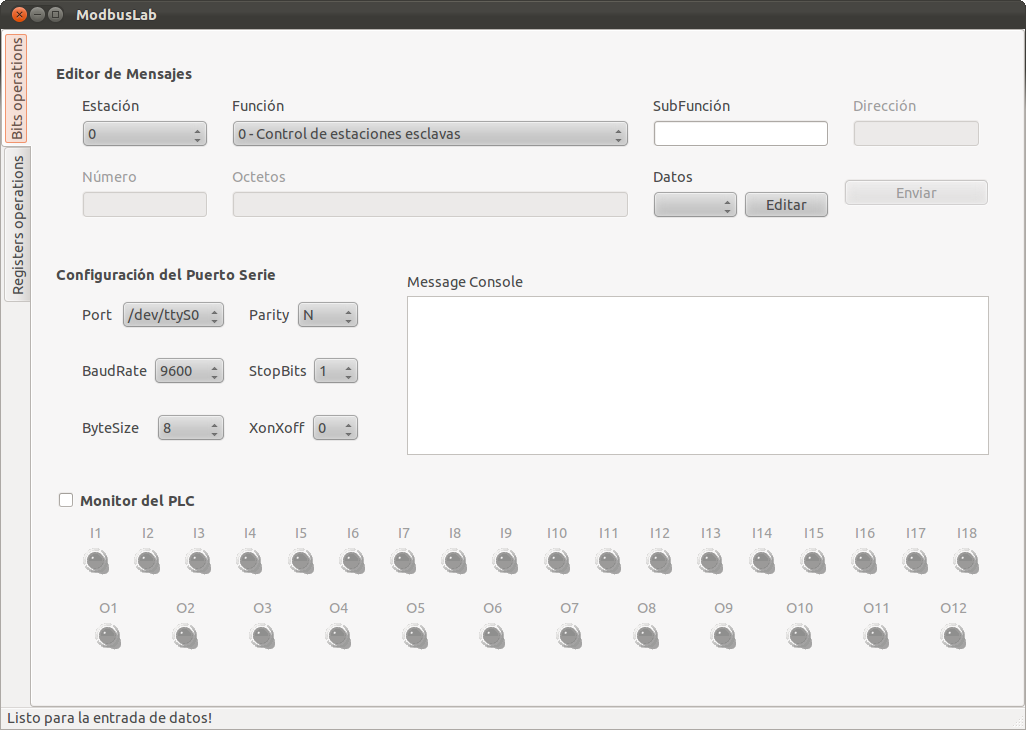 ModbusLab
Bits operations
Registers operations
Editor de Mensajes
Estación Función SubFunción Dirección
0 0 - Control de estaciones esclavas
Número Octetos Datos
Editar Enviar
Configuración del Puerto Serie
Message Console
Port /dev/ttyS0 Parity N
BaudRate 9600 StopBits 1
ByteSize 8 XonXoff 0
Monitor del PLC
I1 I2 I3 I4 I5 I6 I7 I8 I9 I10 I11 I12 I13 I14 I15 I16 I17 I18
O1 O2 O3 O4 O5 O6 O7 O8 O9 O10 O11 O12
Listo para la entrada de datos!